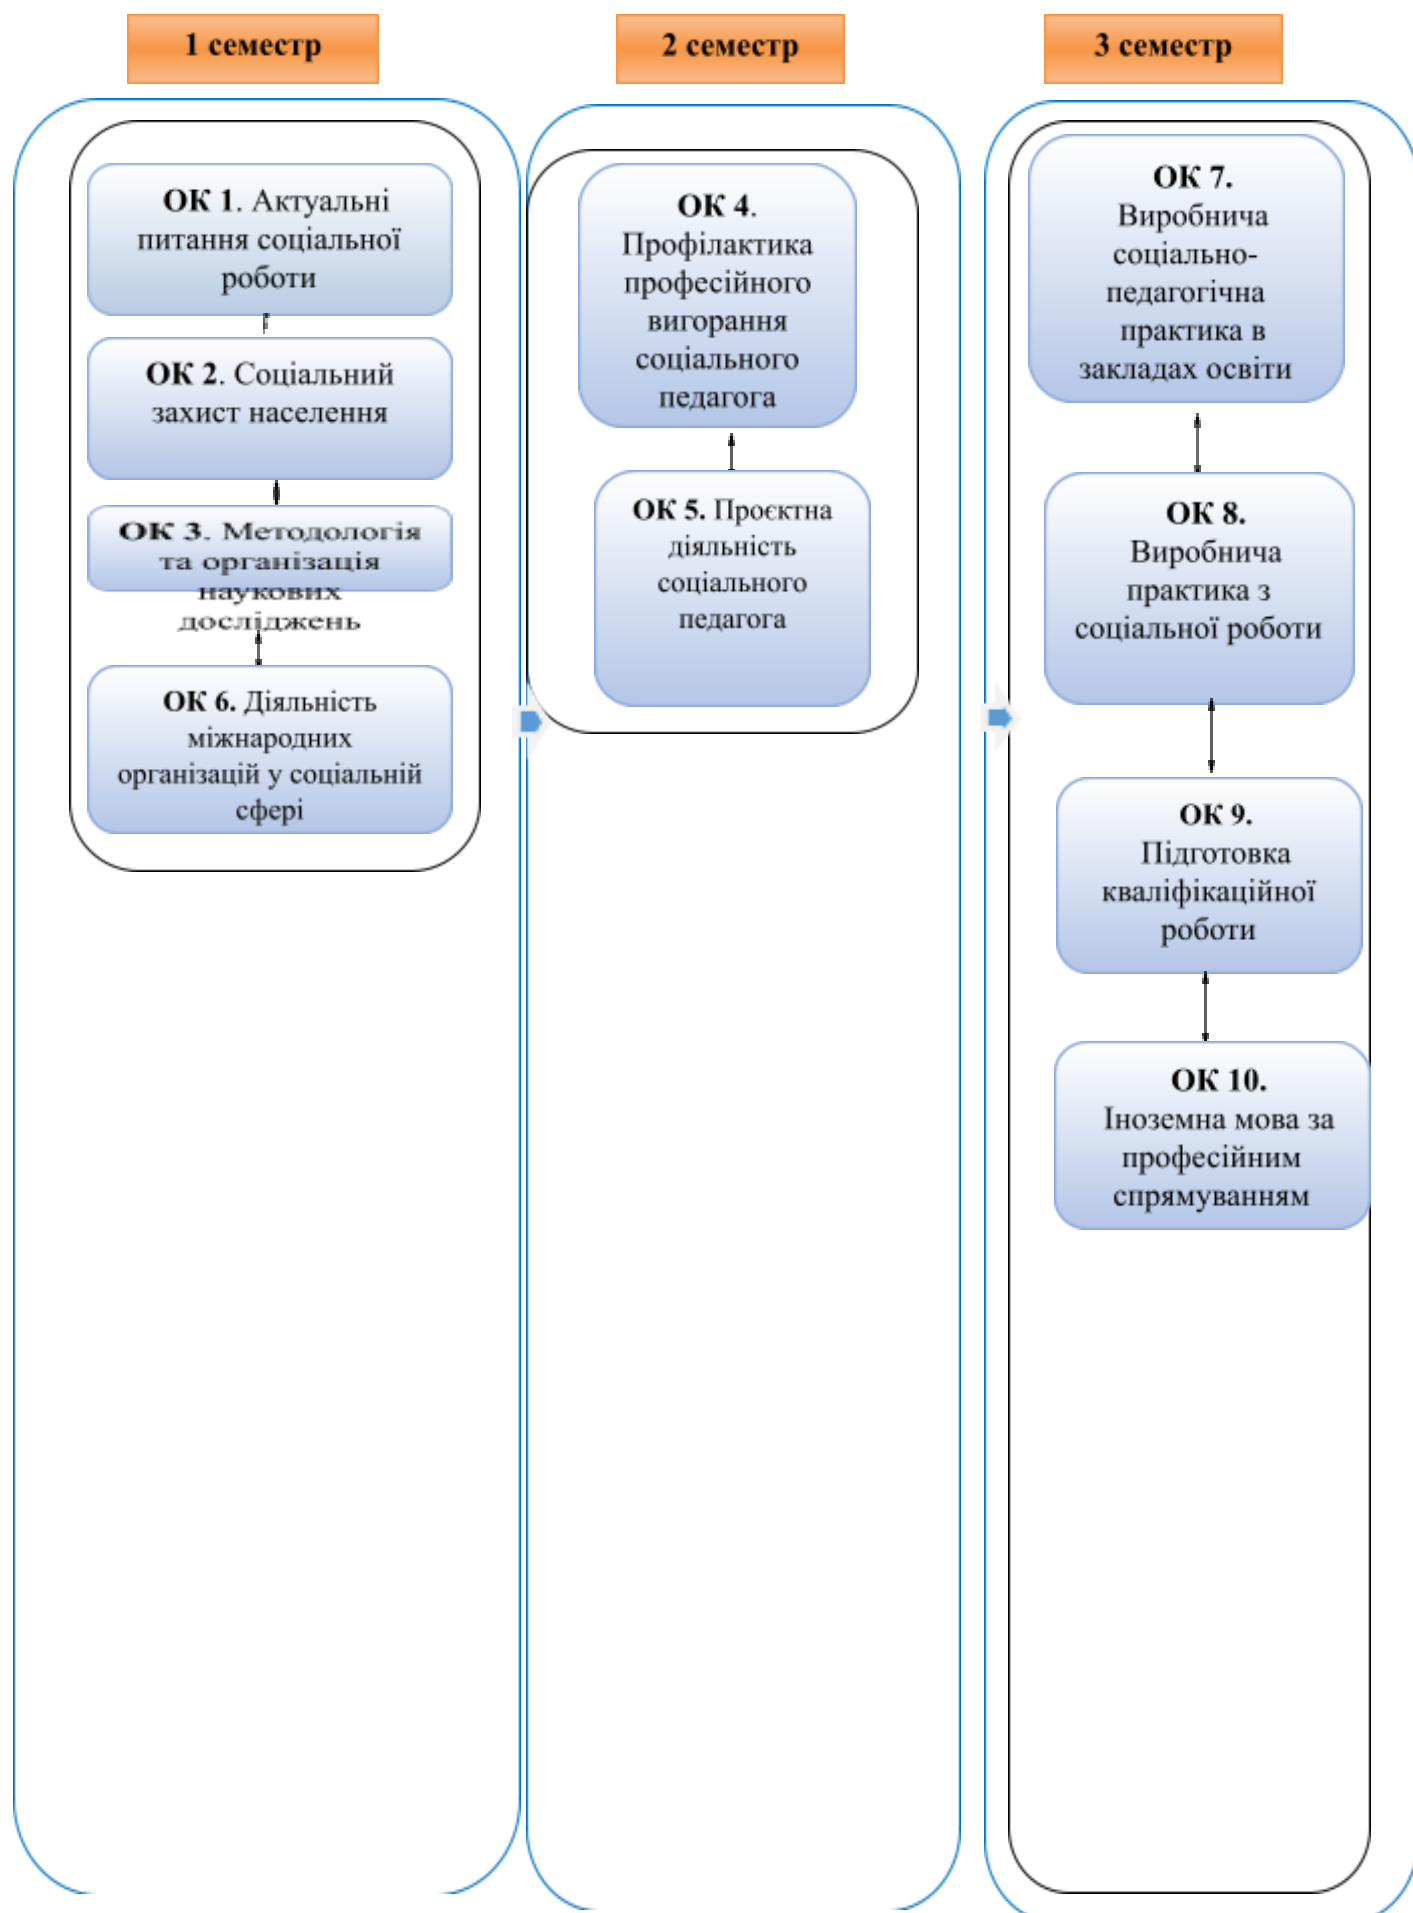 1 семестр
ОК 1. Актуальні
питання соціальної
роботи
ОК 2. Соціальний
захист населення
ОК 3. Методологія
та організація
наукових
досліджень
ОК 6. Діяльність
міжнародних
організацій у соціальній
сфері
2 семестр
ОК 4.
Профілактика
професійного
вигорання
соціального
педагога
ОК 5. Проєктна
діяльність
соціального
педагога
3 семестр
ОК 7.
Виробнича
соціально-
педагогічна
практика в
закладах освіти
ОК 8.
Виробнича
практика з
соціальної роботи
ОК 9.
Підготовка
кваліфікаційної
роботи
ОК 10.
Іноземна мова за
професійним
спрямуванням